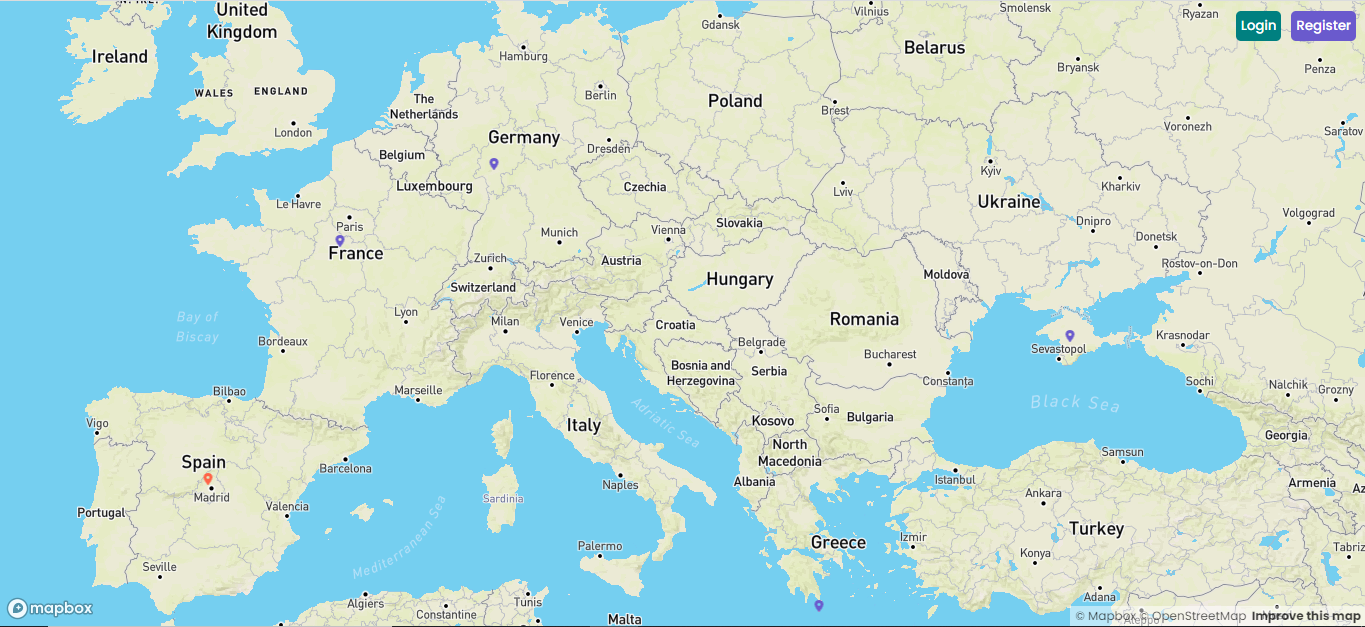 N. IREL.
United
Kingdom
Ireland
WALES
ENGLAND
London
The
Netherlands
Hamburg
Gdansk
Berlin
Vilnius
Smolensk
Ryazan
Login
Register
Belarus
Bryansk
Penza
Poland
Brest
Voronezh
Saratov
Germany
Dresden
Belgium
Luxembourg
Czechia
Lviv
Kyiv
Kharkiv
Ukraine
Le Havre
Paris
France
Munich
Vienna
Slovakia
Dnipro
Donetsk
Volgograd
Zurich
Switzerland
Austria
Hungary
Moldova
Rostov-on-Don
Bay of
Biscay
Lyon
Milan
Venice
Croatia
Romania
Bordeaux
Belgrade
Bucharest
Sevastopol
Krasnodar
Bosnia and
Herzegovina
Serbia
Florence
Marseille
Bilbao
Constanța
Sochi
Nalchik
Grozny
Black Sea
Adriatic Sea
Vigo
Italy
Kosovo
Sofia
Bulgaria
Georgia
North
Macedonia
Spain
Barcelona
Samsun
Madrid
Sardinia
Naples
Albania
Istanbul
Armenia
Az
Ankara
Portugal
Valencia
Mediterranean Sea
Turkey
Greece
Izmir
Konya
Tabriz
Palermo
Seville
Adana
Algiers
Constantine
Tunis
Malta
mapbox
Aleppo
© Mapbox © OpenStreetMap Improve this map